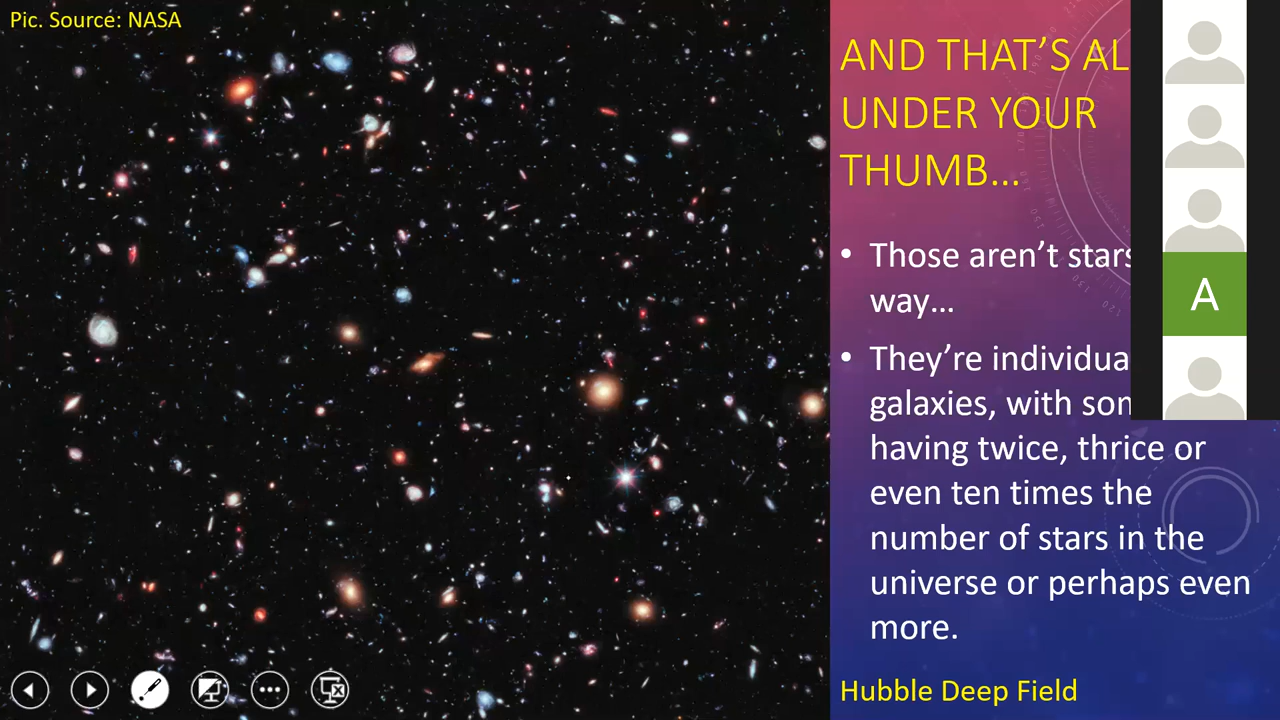 Pic. Source: NASA
AND THAT’S AL
UNDER YOUR
THUMB…
• Those aren’t stars
way…
• They’re individua
galaxies, with som
having twice, thrice or
even ten times the
number of stars in the
universe or perhaps even
more.
Hubble Deep Field
A